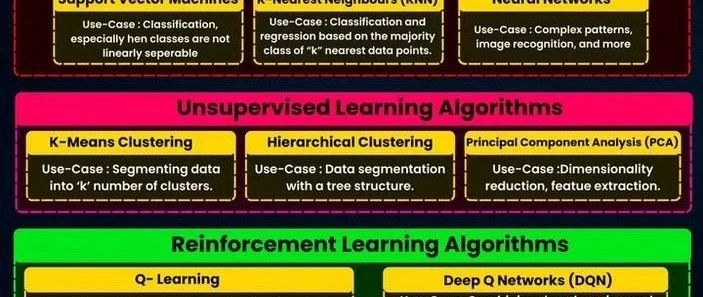 Support Vector Machines
K-Nearest Neighbours (KNN)
Neural Networks
Use-Case : Classification,
especially hen classes are not
linearly seperable
Use-Case : Classification and
regression based on the majority
class of "k" nearest data points.
Use-Case : Complex patterns,
image recognition, and more
Unsupervised Learning Algorithms
K-Means Clustering
Use-Case : Segmenting data
into 'k' number of clusters.
Hierarchical Clustering
Use-Case : Data segmentation
with a tree structure.
Principal Component Analysis (PCA)
Use-Case :Dimensionality
reduction, featue extraction.
Reinforcement Learning Algorithms
Q- Learning
Deep Q Networks (DQN)